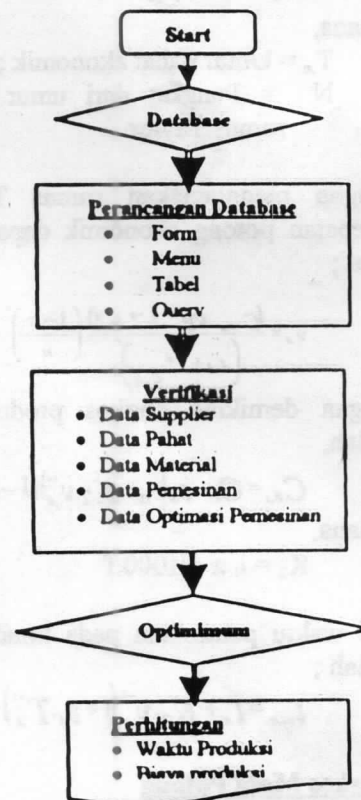 Start
Database
Perancangan Database
• Form
• Menu
• Tabel
• Query
Verifikasi
• Data Supplier
• Data Pahat
• Data Material
• Data Pemesinan
• Data Optimasi Pemesinan
Optimimum
Perhitungan
• Waktu Produksi
• Biaya produksi